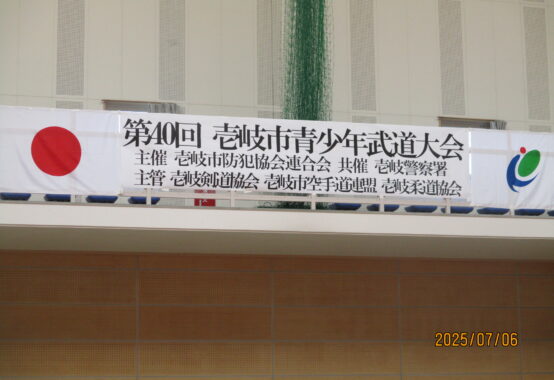 第40回 壱岐市青少年武道大会
主催 壱岐市防犯協会連合会 共催 壱岐警察署
主管 壱岐剣道協会 壱岐市空手道連盟 壱岐柔道協会
2025/07/06